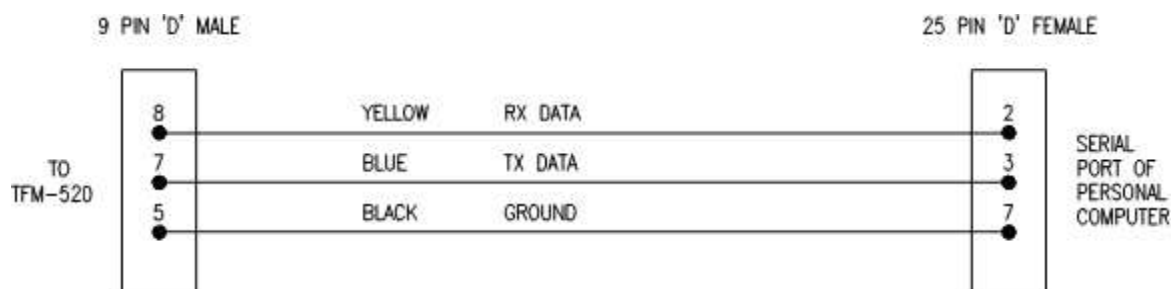 9 PIN 'D' MALE
25 PIN 'D' FEMALE
8 YELLOW RX DATA 2
7 BLUE TX DATA 3
5 BLACK GROUND 7
TO
TFM-520
SERIAL
PORT OF
PERSONAL
COMPUTER